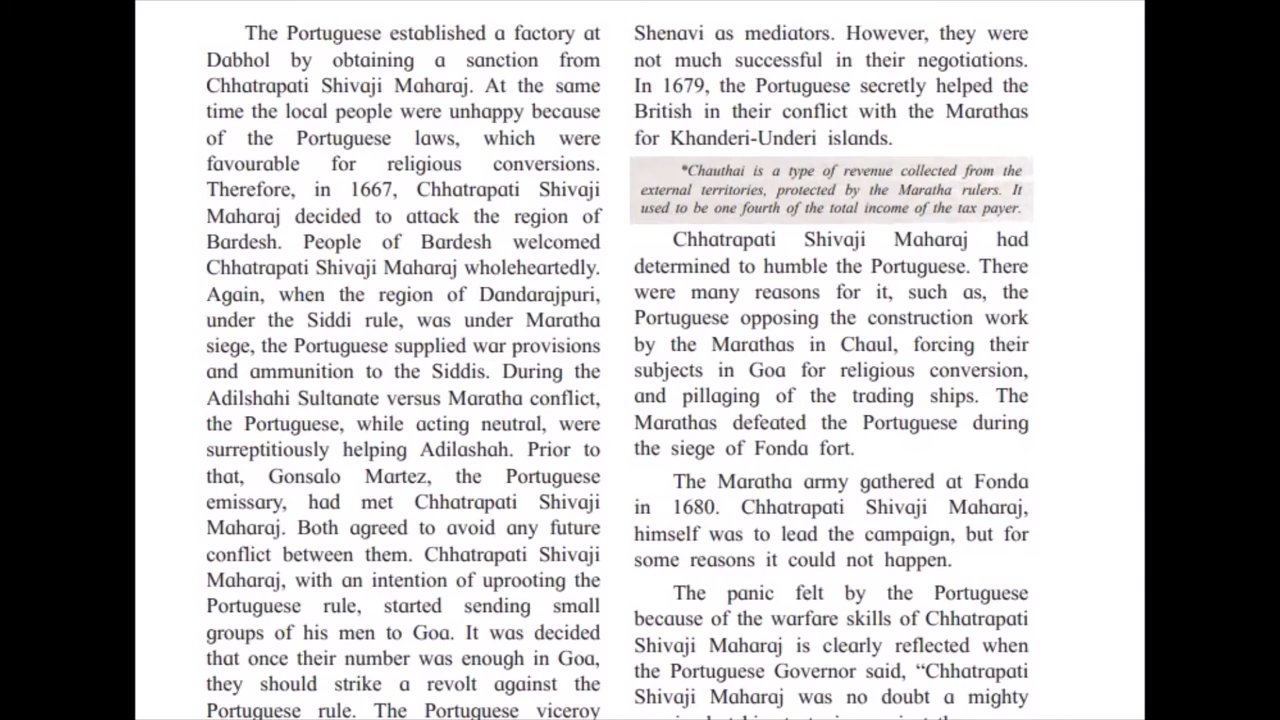 The Portuguese established a factory at
Dabhol by obtaining a sanction from
Chhatrapati Shivaji Maharaj. At the same
time the local people were unhappy because
of the Portuguese laws, which were
favourable for religious conversions.
Therefore, in 1667, Chhatrapati Shivaji
Maharaj decided to attack the region of
Bardesh. People of Bardesh welcomed
Chhatrapati Shivaji Maharaj wholeheartedly.
Again, when the region of Dandarajpuri,
under the Siddi rule, was under Maratha
siege, the Portuguese supplied war provisions
and ammunition to the Siddis. During the
Adilshahi Sultanate versus Maratha conflict,
the Portuguese, while acting neutral, were
surreptitiously helping Adilashah. Prior to
that, Gonsalo Martez, the Portuguese
emissary, had met Chhatrapati Shivaji
Maharaj. Both agreed to avoid any future
conflict between them. Chhatrapati Shivaji
Maharaj, with an intention of uprooting the
Portuguese rule, started sending small
groups of his men to Goa. It was decided
that once their number was enough in Goa,
they should strike a revolt against the
Portuguese rule. The Portuguese viceroy
Shenavi as mediators. However, they were
not much successful in their negotiations.
In 1679, the Portuguese secretly helped the
British in their conflict with the Marathas
for Khanderi-Underi islands.
*Chauthai is a type of revenue collected from the
external territories, protected by the Maratha rulers. It
used to be one fourth of the total income of the tax payer.
Chhatrapati Shivaji Maharaj had
determined to humble the Portuguese. There
were many reasons for it, such as, the
Portuguese opposing the construction work
by the Marathas in Chaul, forcing their
subjects in Goa for religious conversion,
and pillaging of the trading ships. The
Marathas defeated the Portuguese during
the siege of Fonda fort.
The Maratha army gathered at Fonda
in 1680. Chhatrapati Shivaji Maharaj,
himself was to lead the campaign, but for
some reasons it could not happen.
The panic felt by the Portuguese
because of the warfare skills of Chhatrapati
Shivaji Maharaj is clearly reflected when
the Portuguese Governor said, “Chhatrapati
Shivaji Maharaj was no doubt a mighty